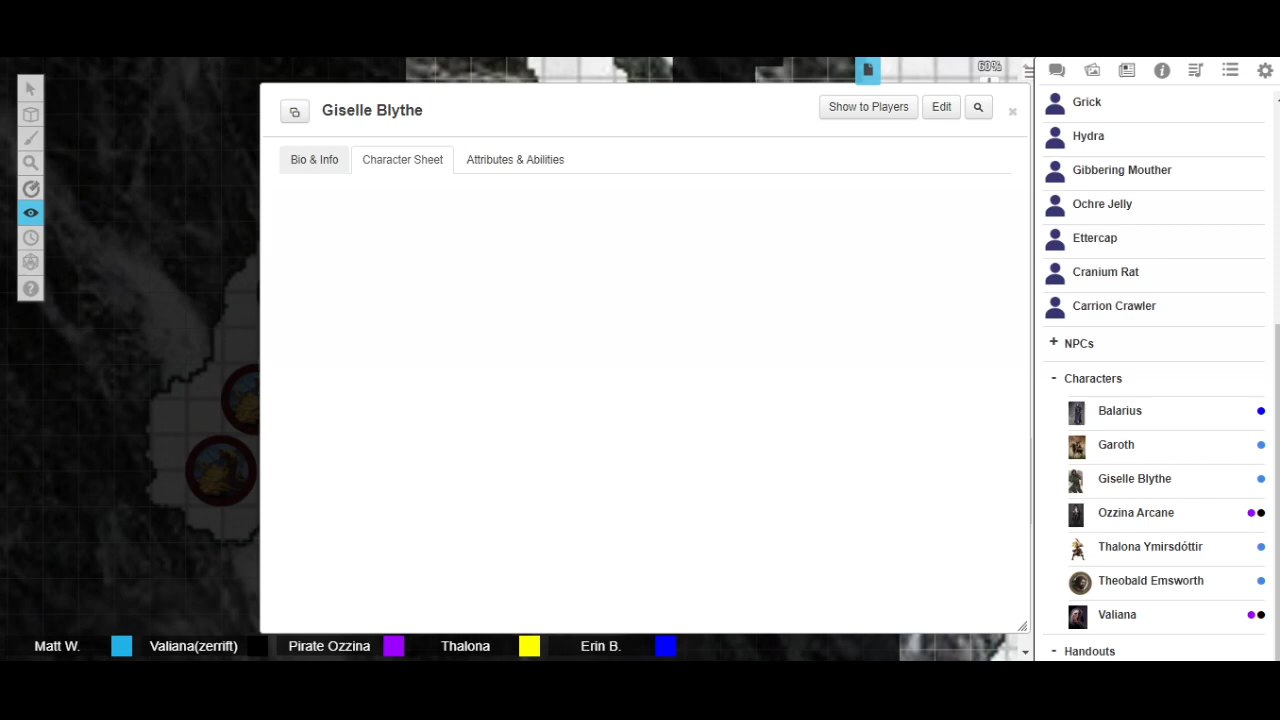 60%
Giselle Blythe
Show to Players
Edit
Bio & Info
Character Sheet
Attributes & Abilities
Grick
Hydra
Gibbering Mouther
Ochre Jelly
Ettercap
Cranium Rat
Carrion Crawler
+ NPCs
- Characters
Balarius
Garoth
Giselle Blythe
Ozzina Arcane
Thalona Ymirsdóttir
Theobald Emsworth
Valiana
- Handouts
Matt W.
Valiana(zerrift)
Pirate Ozzina
Thalona
Erin B.